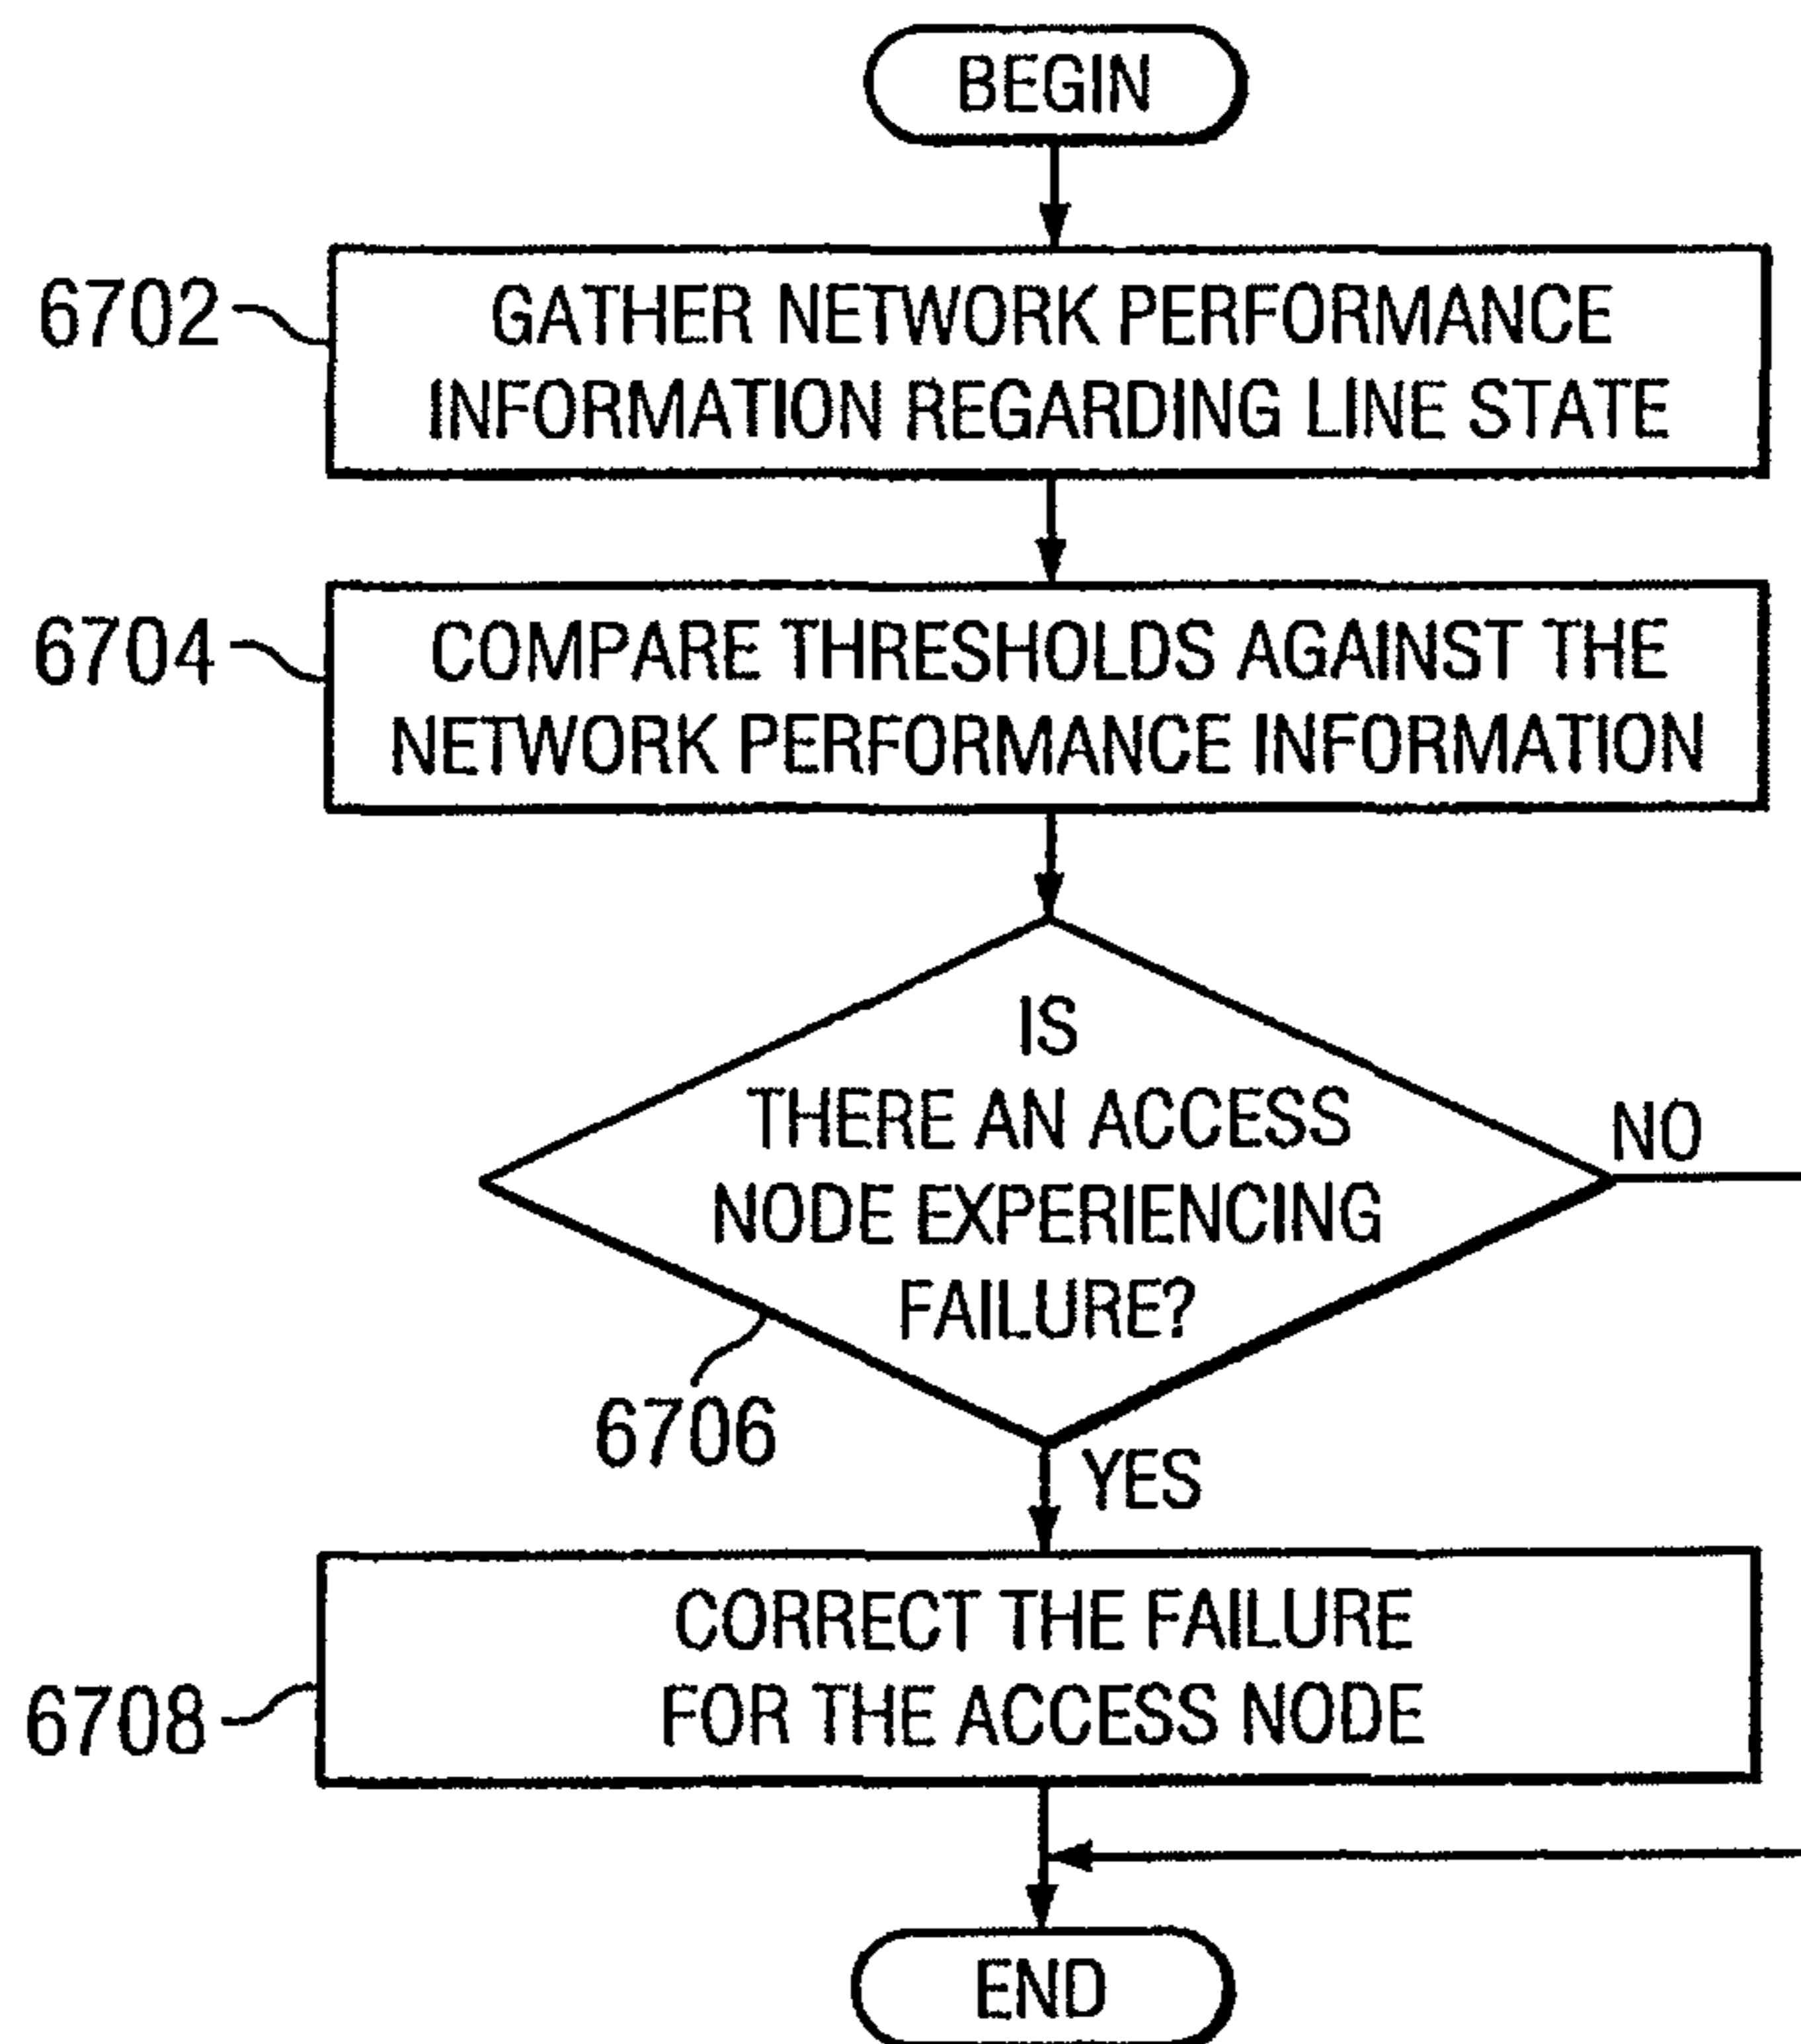 BEGIN
6702
GATHER NETWORK PERFORMANCE
INFORMATION REGARDING LINE STATE
6704
COMPARE THRESHOLDS AGAINST THE
NETWORK PERFORMANCE INFORMATION
IS
THERE AN ACCESS
NODE EXPERIENCING
FAILURE?
NO
6706
YES
CORRECT THE FAILURE
FOR THE ACCESS NODE
6708
END